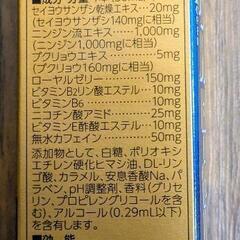 セイヨウサンザシ乾燥エキス…20mg
(セイヨウサンザシ140mgに相当)
ニンジン流エキス……1,000mg
(ニンジン1,000mgに相当)
ブクリョウエキス………5mg
(ブクリョウ160mgに相当)
ローヤルゼリー………150mg
ビタミンB2リン酸エステル…10mg
ビタミンB6……………10mg
ニコチン酸アミド………25mg
ビタミンE酢酸エステル…10mg
無水カフェイン…………50mg
添加物として、白糖、ポリオキシ
エチレン硬化ヒマシ油、DL-リン
ゴ酸、カラメル、安息香酸Na、パ
ラベン、pH調整剤、香料(グリセ
リン、プロピレングリコールを含
む)、アルコール(0.29mL以下)
を含有します。
効 能